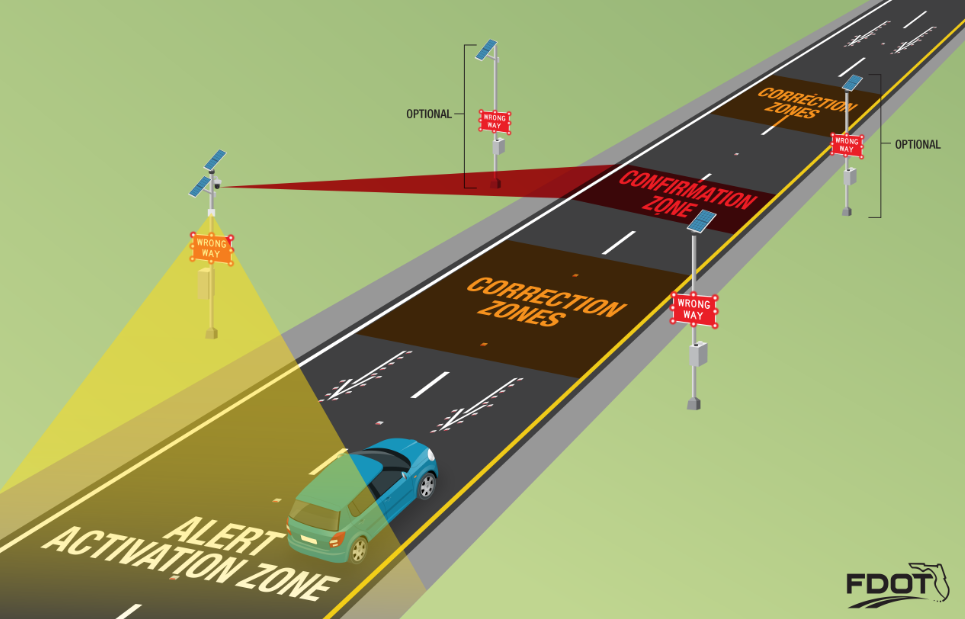 CORRECTION
ZONES
OPTIONAL
WRONG
WAY
WRONG
WAY
OPTIONAL
CONFIRMATION
ZONE
WRONG
WAY
CORRECTION
ZONES
WRONG
WAY
ALERT
ACTIVATION ZONE
FDOT